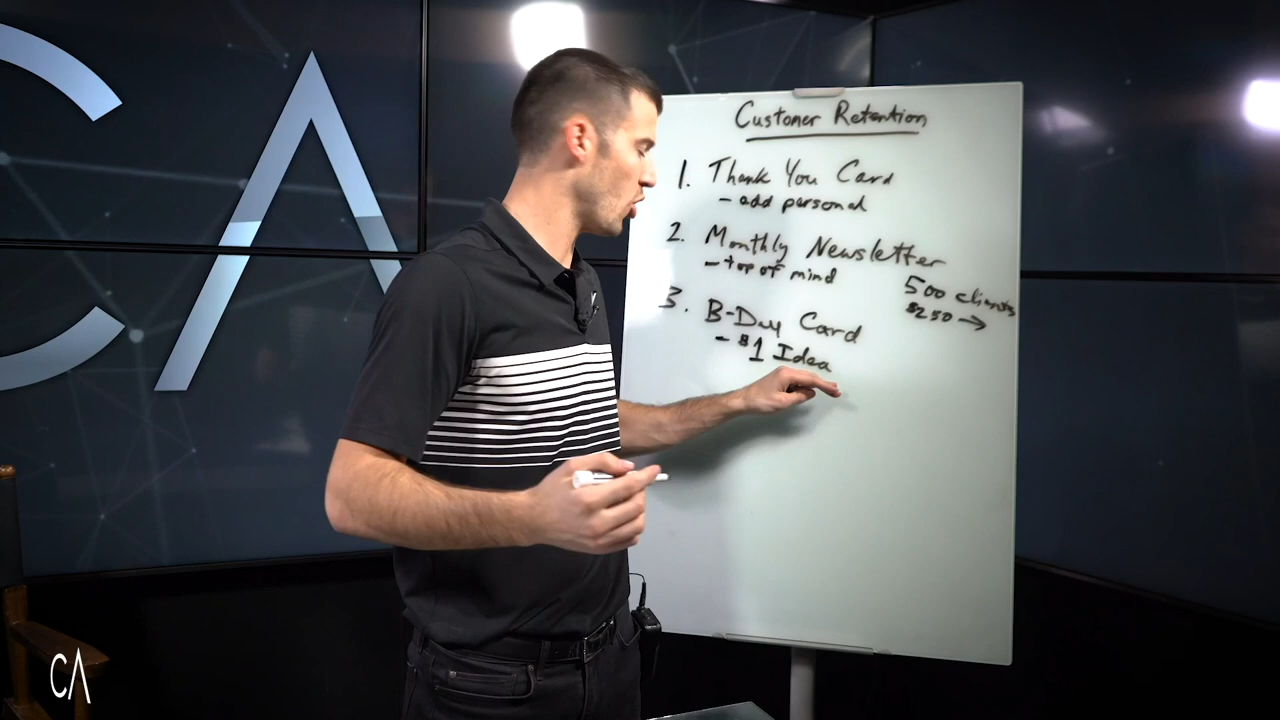 CA
Customer Retention
1. Thank You Card
- add personal
2. Monthly Newsletter
- top of mind
500 clients
$250 →
3. B-Day Card
- $1 Idea
CA